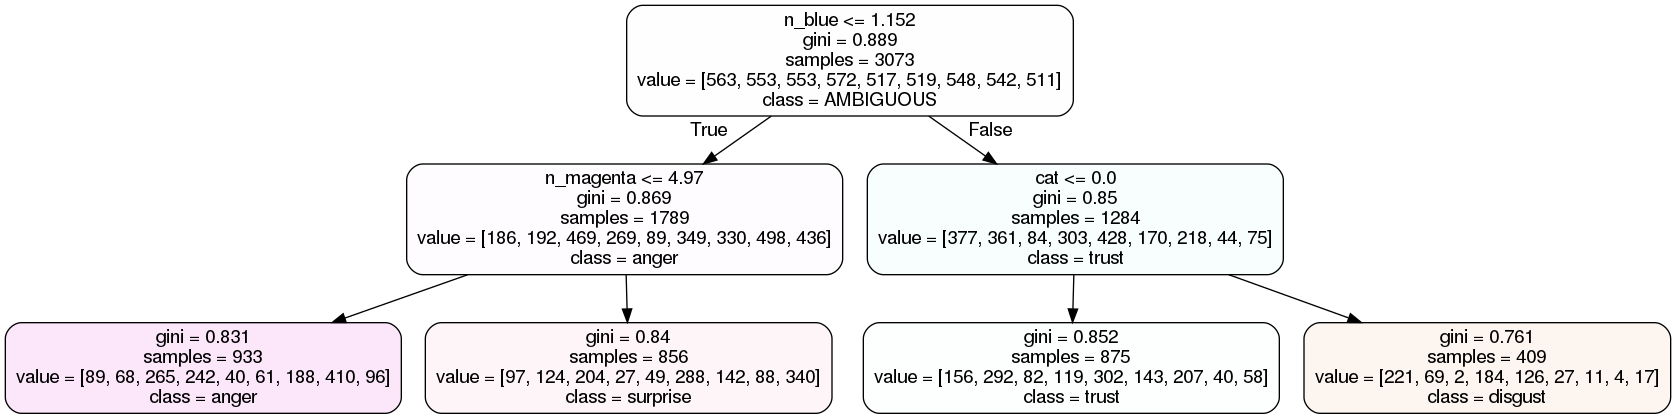 n_blue <= 1.152
gini = 0.889
samples = 3073
value = [563, 553, 553, 572, 517, 519, 548, 542, 511]
class = AMBIGUOUS
True
False
n_magenta <= 4.97
gini = 0.869
samples = 1789
value = [186, 192, 469, 269, 89, 349, 330, 498, 436]
class = anger
cat <= 0.0
gini = 0.85
samples = 1284
value = [377, 361, 84, 303, 428, 170, 218, 44, 75]
class = trust
gini = 0.831
samples = 933
value = [89, 68, 265, 242, 40, 61, 188, 410, 96]
class = anger
gini = 0.84
samples = 856
value = [97, 124, 204, 27, 49, 288, 142, 88, 340]
class = surprise
gini = 0.852
samples = 875
value = [156, 292, 82, 119, 302, 143, 207, 40, 58]
class = trust
gini = 0.761
samples = 409
value = [221, 69, 2, 184, 126, 27, 11, 4, 17]
class = disgust